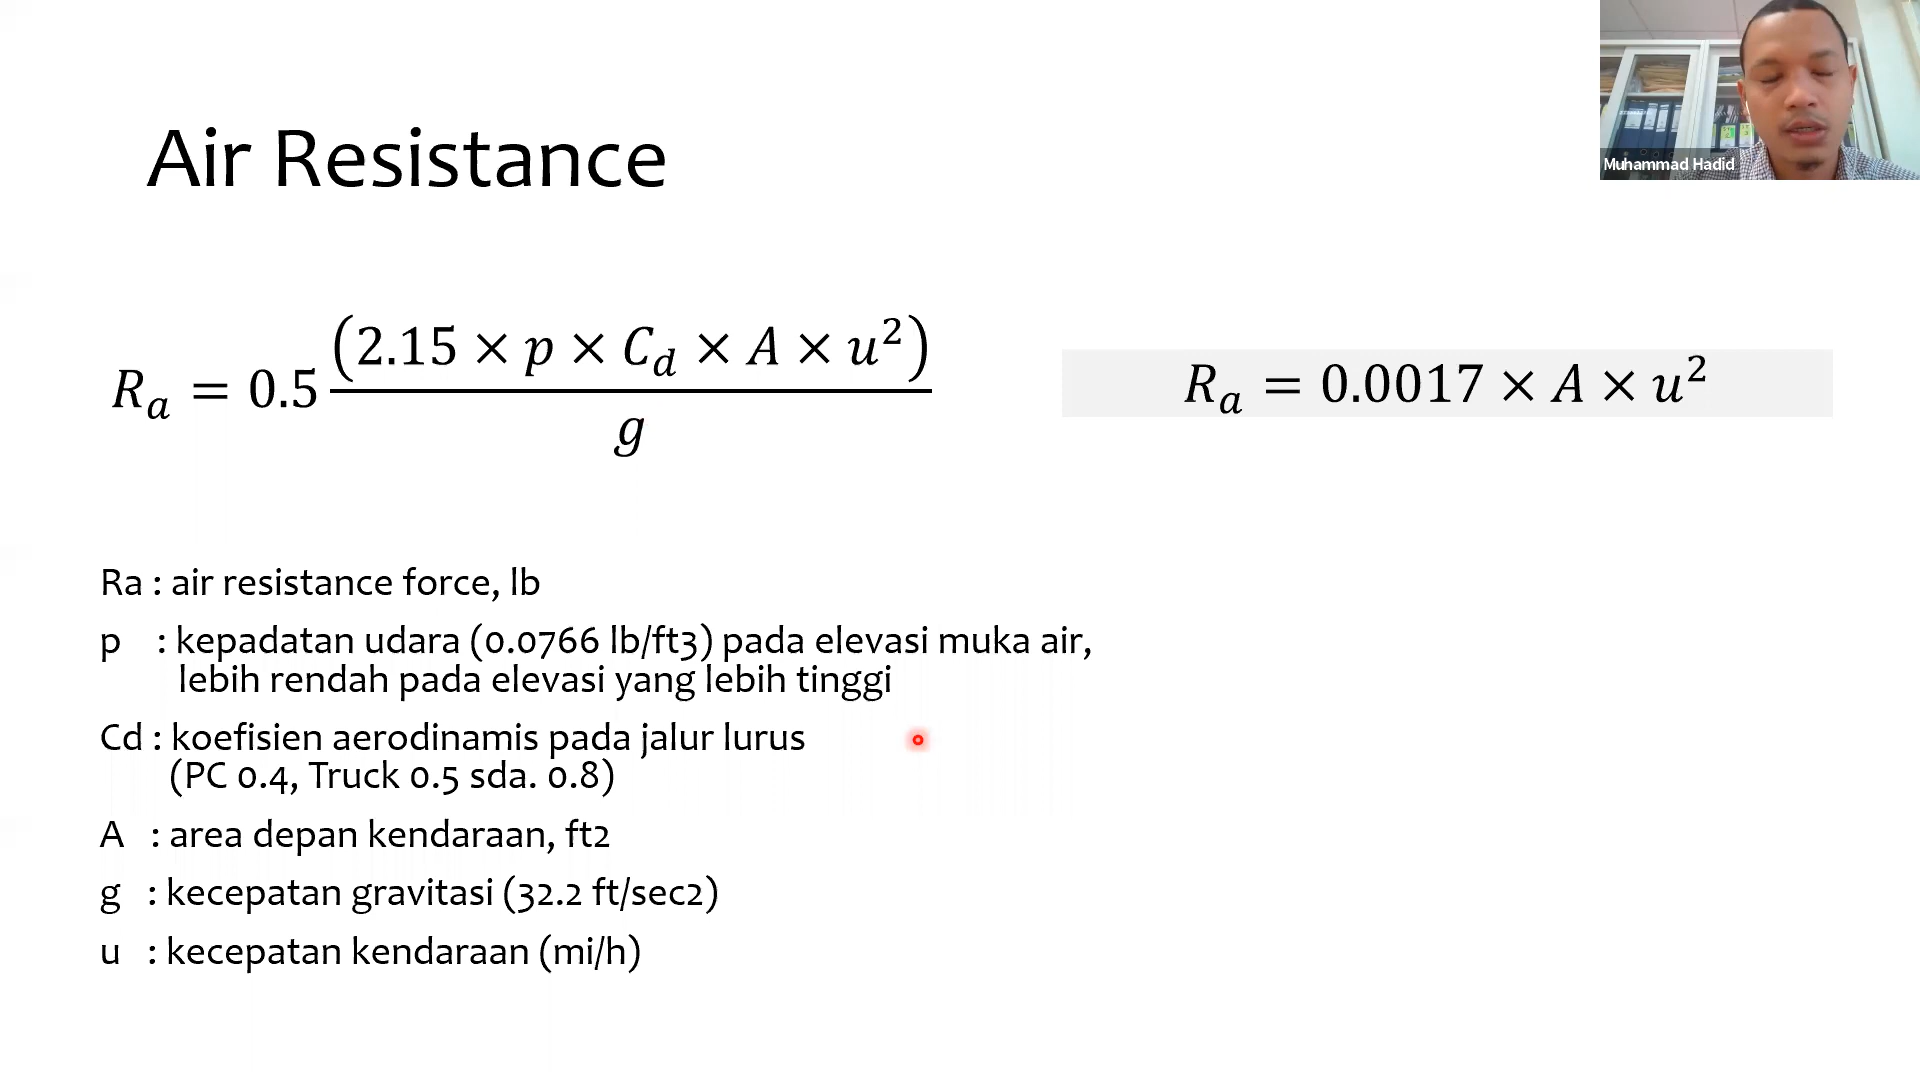 Air Resistance
Muhammad Hadid
R_a = 0.5 (2.15 × p × C_d × A × u²) / g
R_a = 0.0017 × A × u²
Ra : air resistance force, lb
p : kepadatan udara (0.0766 lb/ft3) pada elevasi muka air,
lebih rendah pada elevasi yang lebih tinggi
Cd : koefisien aerodinamis pada jalur lurus
(PC 0.4, Truck 0.5 sda. 0.8)
A : area depan kendaraan, ft2
g : kecepatan gravitasi (32.2 ft/sec2)
u : kecepatan kendaraan (mi/h)